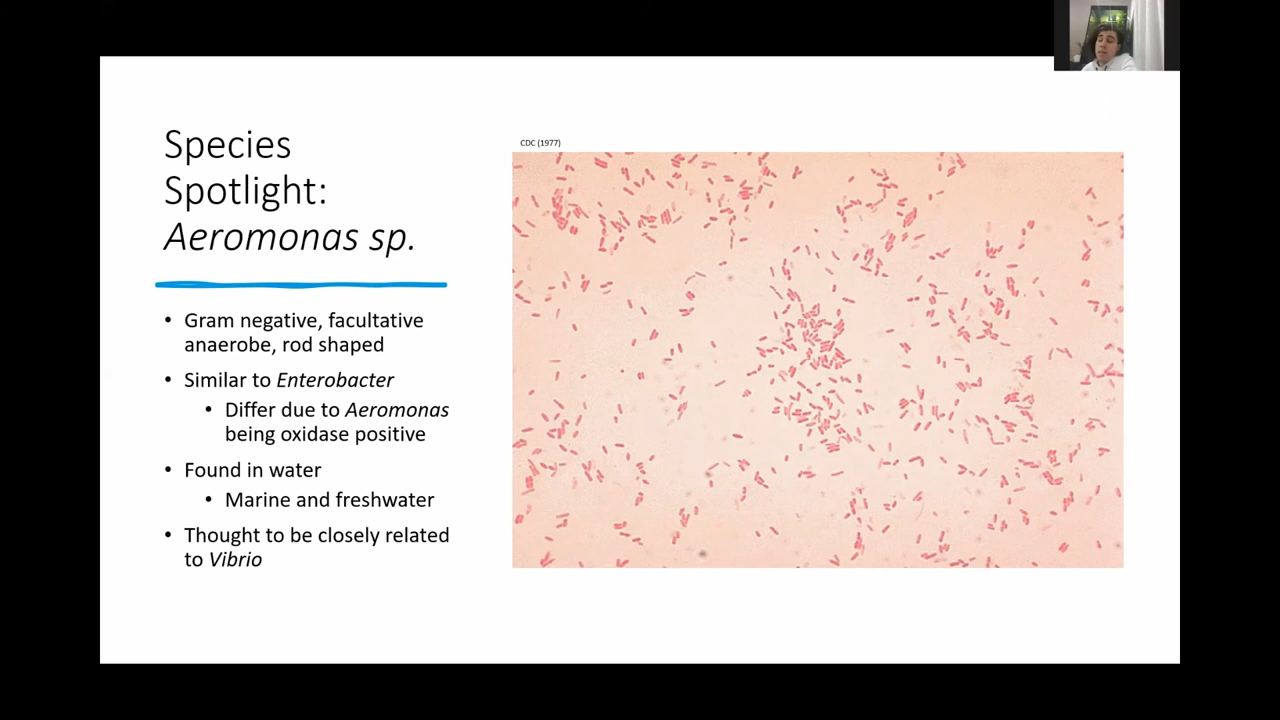 Species
Spotlight:
Aeromonas sp.
CDC (1977)
• Gram negative, facultative
anaerobe, rod shaped
• Similar to Enterobacter
• Differ due to Aeromonas
being oxidase positive
• Found in water
• Marine and freshwater
• Thought to be closely related
to Vibrio